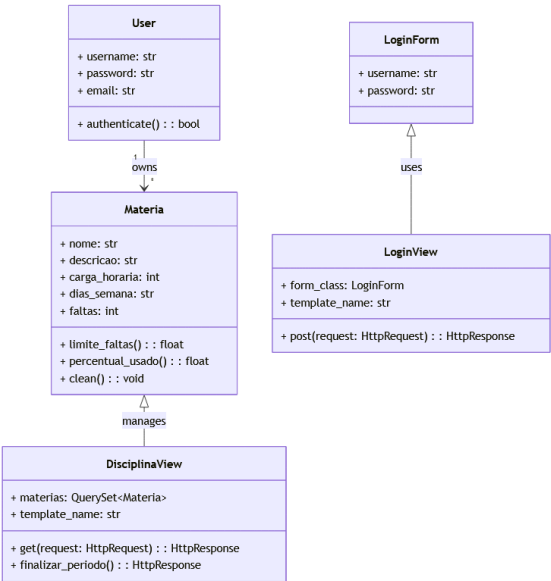 User
+ username: str
+ password: str
+ email: str
+ authenticate() : : bool
1
owns
*
Materia
+ nome: str
+ descricao: str
+ carga_horaria: int
+ dias_semana: str
+ faltas: int
+ limite_faltas() : : float
+ percentual_usado() : : float
+ clean() : : void
manages
DisciplinaView
+ materias: QuerySet<Materia>
+ template_name: str
+ get(request: HttpRequest) : : HttpResponse
+ finalizar_periodo() : : HttpResponse
LoginForm
+ username: str
+ password: str
uses
LoginView
+ form_class: LoginForm
+ template_name: str
+ post(request: HttpRequest) : : HttpResponse